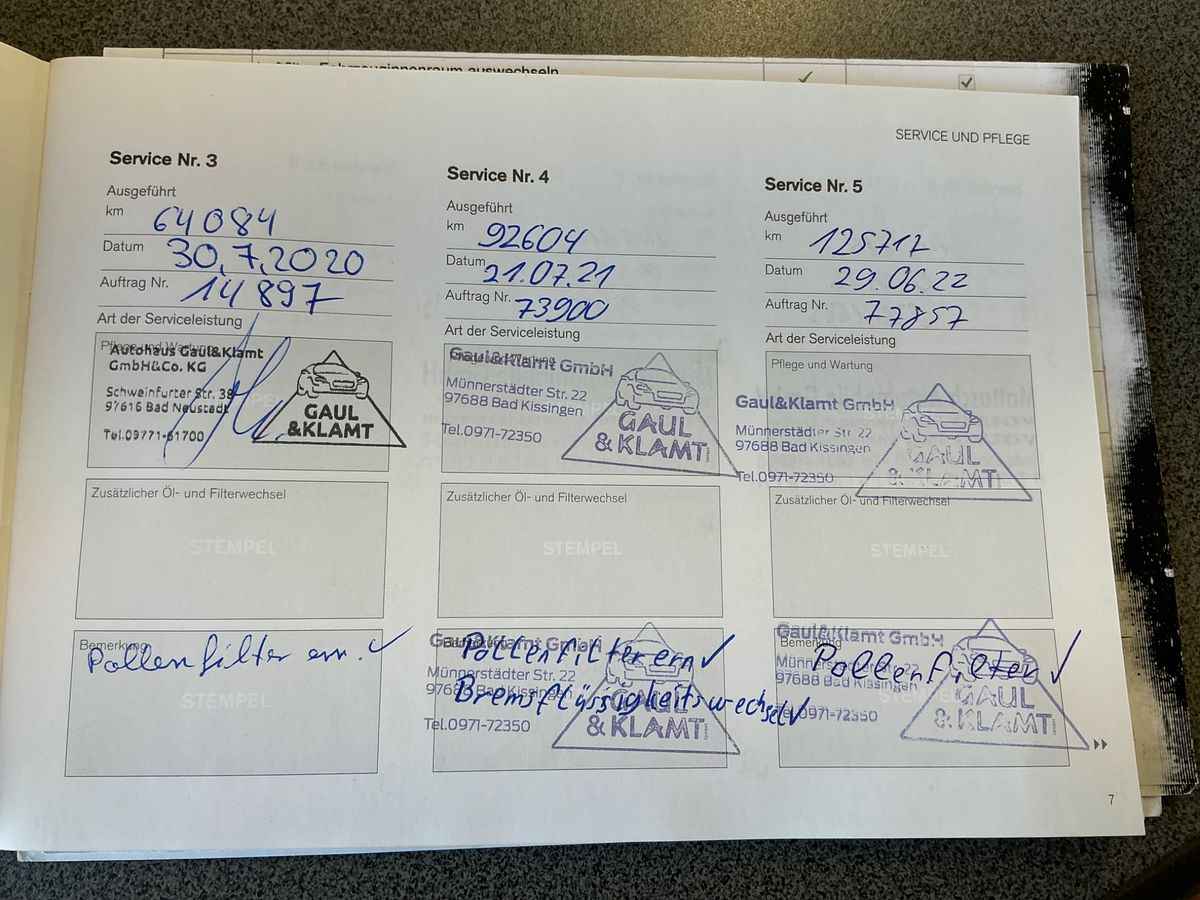 Fahrzeuginnenraum auswechseln
SERVICE UND PFLEGE
Service Nr. 3
Ausgeführt
km 64084
Datum 30.7.2020
Auftrag Nr. 14897
Art der Serviceleistung
Pflege und Wartung
Autohaus Gaul&Klamt
GmbH&Co. KG
Schweinfurter Str. 38
97616 Bad Neustadt
Tel.09771-61700
GAUL
&KLAMT
Zusätzlicher Öl- und Filterwechsel
STEMPEL
Bemerkung
Pollenfilter ern. ✓
STEMPEL
Service Nr. 4
Ausgeführt
km 92604
Datum 21.07.21
Auftrag Nr. 73900
Art der Serviceleistung
Gaul&Klamt GmbH
Münnerstädter Str. 22
97688 Bad Kissingen
Tel.0971-72350
GAUL
&KLAMT
Zusätzlicher Öl- und Filterwechsel
STEMPEL
Gaul&Klamt GmbH
Pollenfilter ern ✓
Münnerstädter Str. 22
97688 Bad Kissingen
Bremsflüssigkeitswechsel ✓
Tel.0971-72350
GAUL
&KLAMT
Service Nr. 5
Ausgeführt
km 125717
Datum 29.06.22
Auftrag Nr. 77857
Art der Serviceleistung
Pflege und Wartung
Gaul&Klamt GmbH
Münnerstädter Str. 22
97688 Bad Kissingen
Tel.0971-72350
GAUL
&KLAMT
Zusätzlicher Öl- und Filterwechsel
STEMPEL
Bemerkung
Gaul&Klamt GmbH
Pollenfilter ✓
Münnerstädter Str. 22
97688 Bad Kissingen
Tel.0971-72350
GAUL
&KLAMT
7